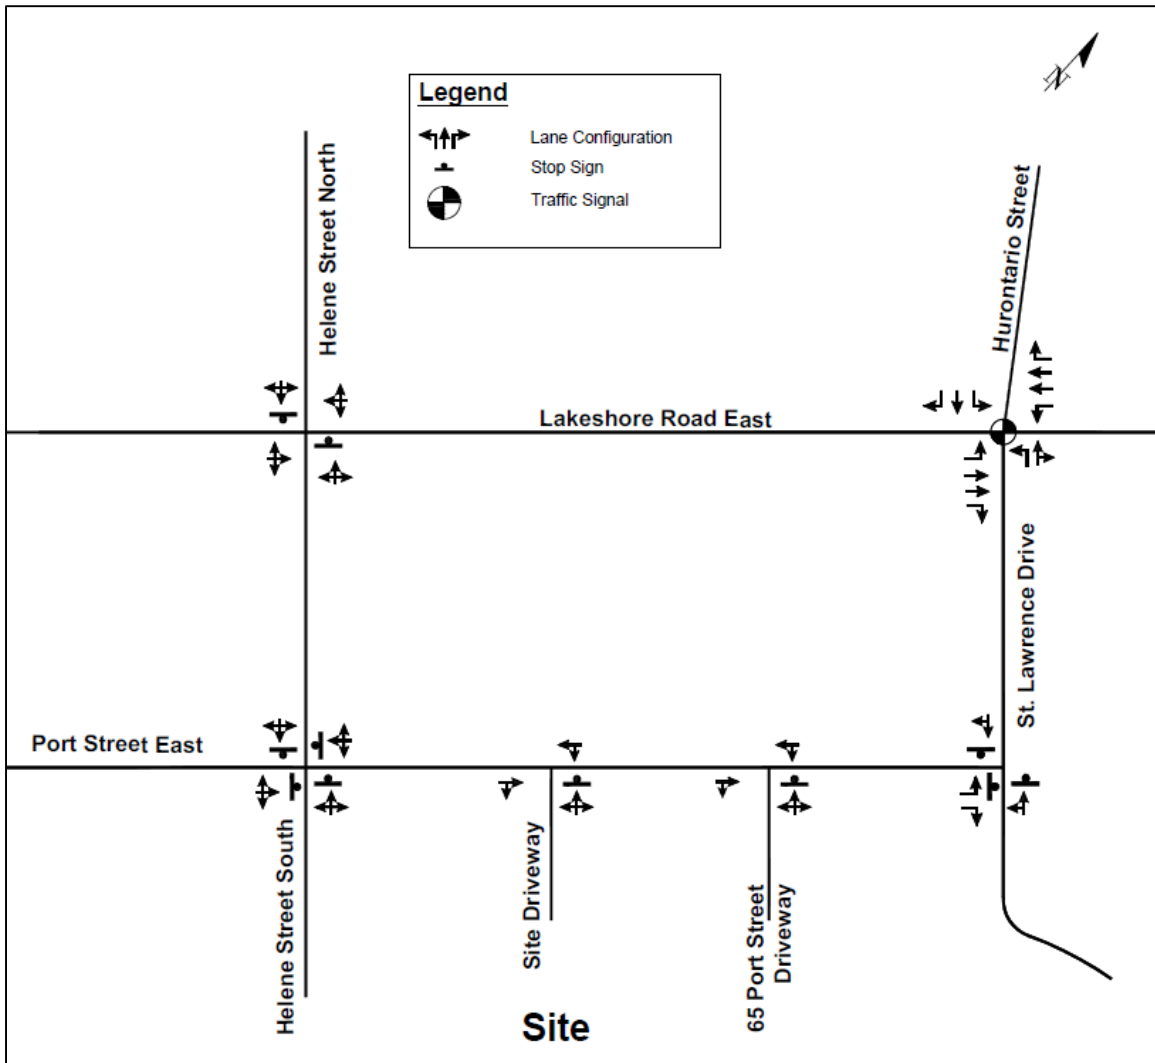 N
Legend
Lane Configuration
Stop Sign
Traffic Signal
Helene Street North
Hurontario Street
Lakeshore Road East
St. Lawrence Drive
Port Street East
Helene Street South
Site Driveway
65 Port Street
Driveway
Site